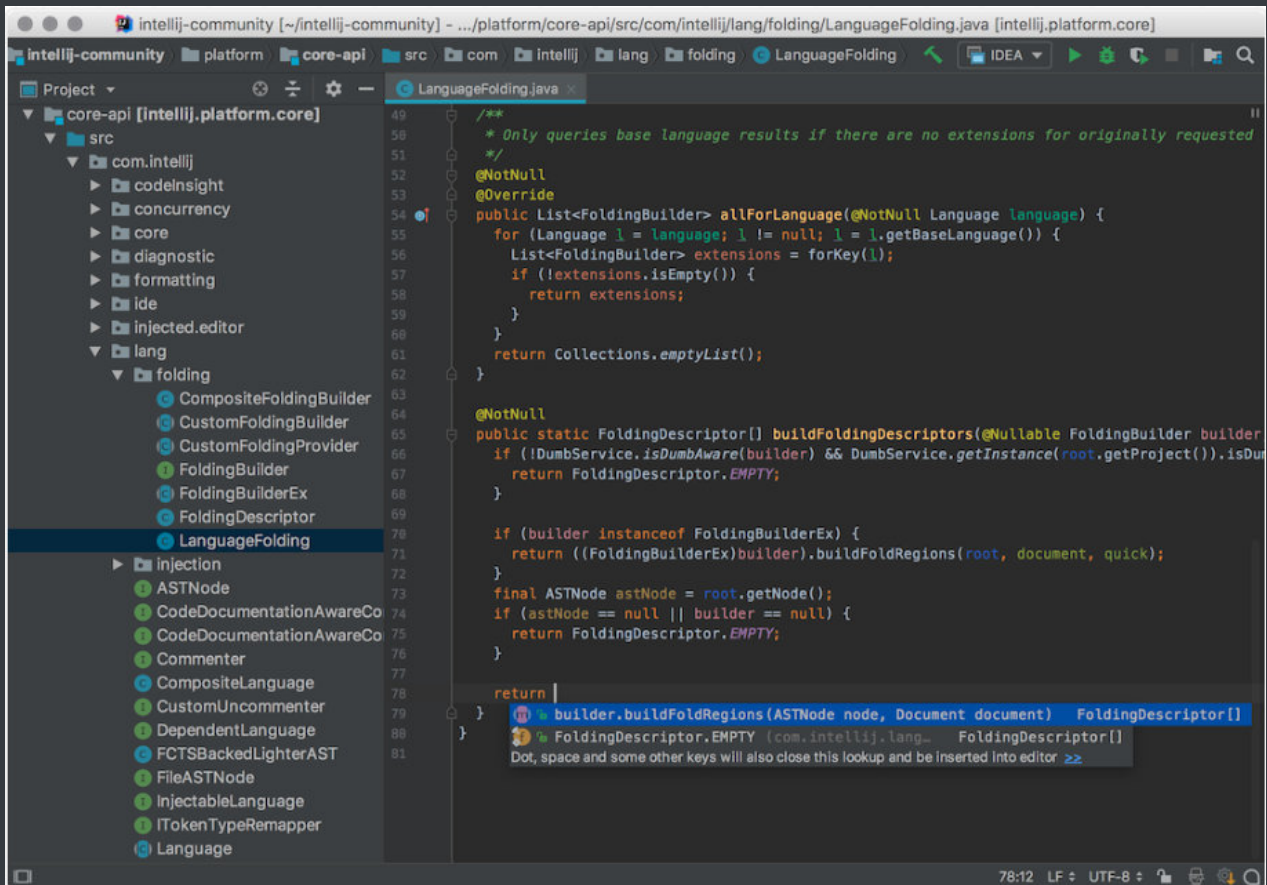 intellij-community [~/intellij-community] - .../platform/core-api/src/com/intellij/lang/folding/LanguageFolding.java [intellij.platform.core]
intellij-community platform core-api src com intellij lang folding LanguageFolding IDEA
Project
LanguageFolding.java
core-api [intellij.platform.core]
src
com.intellij
codeInsight
concurrency
core
diagnostic
formatting
ide
injected.editor
lang
folding
CompositeFoldingBuilder
CustomFoldingBuilder
CustomFoldingProvider
FoldingBuilder
FoldingBuilderEx
FoldingDescriptor
LanguageFolding
injection
ASTNode
CodeDocumentationAwareCo
CodeDocumentationAwareCo
Commenter
CompositeLanguage
CustomUncommenter
DependentLanguage
FCTSBackedLighterAST
FileASTNode
InjectableLanguage
ITokenTypeRemapper
Language
49 /**
50 * Only queries base language results if there are no extensions for originally requested
51 */
52 @NotNull
53 @Override
54 public List<FoldingBuilder> allForLanguage(@NotNull Language language) {
55 for (Language l = language; l != null; l = l.getBaseLanguage()) {
56 List<FoldingBuilder> extensions = forKey(l);
57 if (!extensions.isEmpty()) {
58 return extensions;
59 }
60 }
61 return Collections.emptyList();
62 }
63
64 @NotNull
65 public static FoldingDescriptor[] buildFoldingDescriptors(@Nullable FoldingBuilder builder
66 if (!DumbService.isDumbAware(builder) && DumbService.getInstance(root.getProject()).isDum
67 return FoldingDescriptor.EMPTY;
68 }
69
70 if (builder instanceof FoldingBuilderEx) {
71 return ((FoldingBuilderEx)builder).buildFoldRegions(root, document, quick);
72 }
73 final ASTNode astNode = root.getNode();
74 if (astNode == null || builder == null) {
75 return FoldingDescriptor.EMPTY;
76 }
77
78 return
79 }
80 }
81
builder.buildFoldRegions(ASTNode node, Document document) FoldingDescriptor[]
FoldingDescriptor.EMPTY (com.intellij.lang… FoldingDescriptor[]
Dot, space and some other keys will also close this lookup and be inserted into editor >>
78:12 LF UTF-8